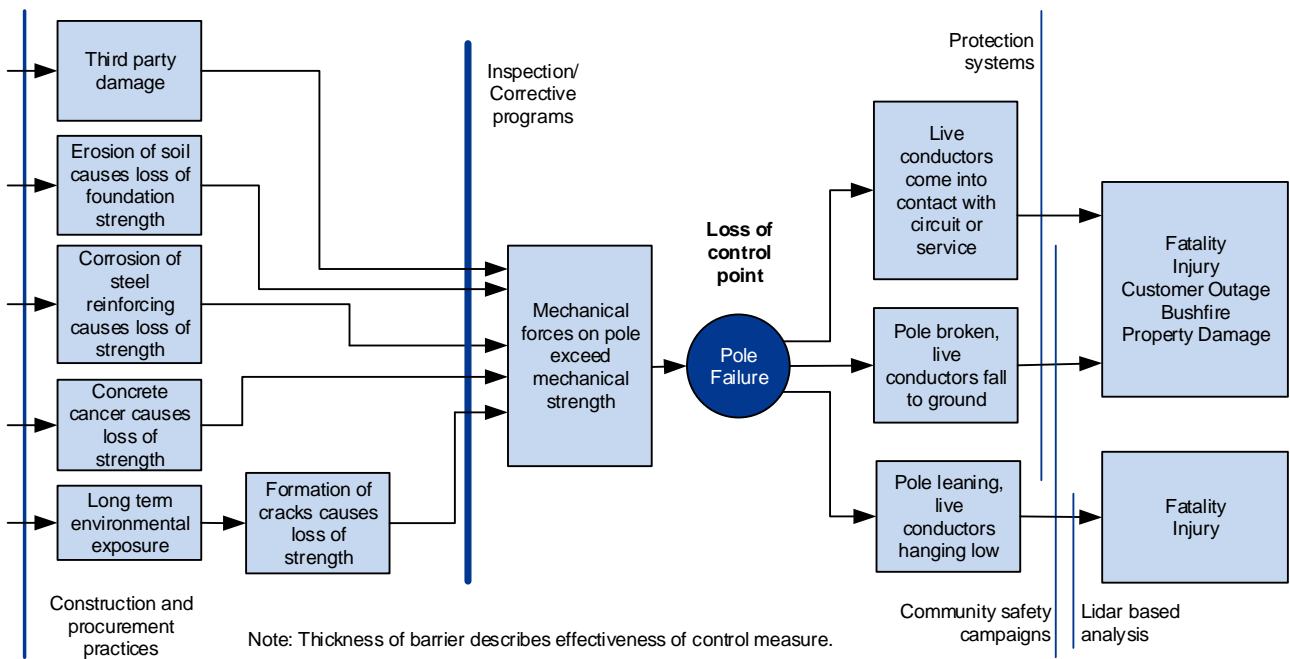 Third party
damage
Erosion of soil
causes loss of
foundation
strength
Corrosion of
steel
reinforcing
causes loss of
strength
Concrete
cancer causes
loss of
strength
Long term
environmental
exposure
Formation of
cracks causes
loss of
strength
Construction and
procurement
practices
Inspection/
Corrective
programs
Mechanical
forces on pole
exceed
mechanical
strength
Loss of
control
point
Pole
Failure
Protection
systems
Live
conductors
come into
contact with
circuit or
service
Pole broken,
live
conductors fall
to ground
Pole leaning,
live
conductors
hanging low
Fatality
Injury
Customer Outage
Bushfire
Property Damage
Fatality
Injury
Community safety
campaigns
Lidar based
analysis
Note: Thickness of barrier describes effectiveness of control measure.